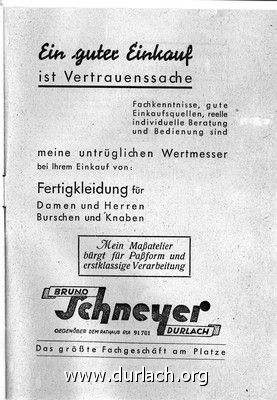 Ein guter Einkauf
ist Vertrauenssache
Fachkenntnisse, gute
Einkaufsquellen, reelle
individuelle Beratung
und Bedienung sind
meine untrüglichen Wertmesser
bei Ihrem Einkauf von:
Fertigkleidung für
Damen und Herren
Burschen und Knaben
Mein Maßatelier
bürgt für Paßform und
erstklassige Verarbeitung
BRUNO
Schneyer
GEGENÜBER DEM RATHAUS RUF 91701
DURLACH
Das größte Fachgeschäft am Platze
www.durlach.org